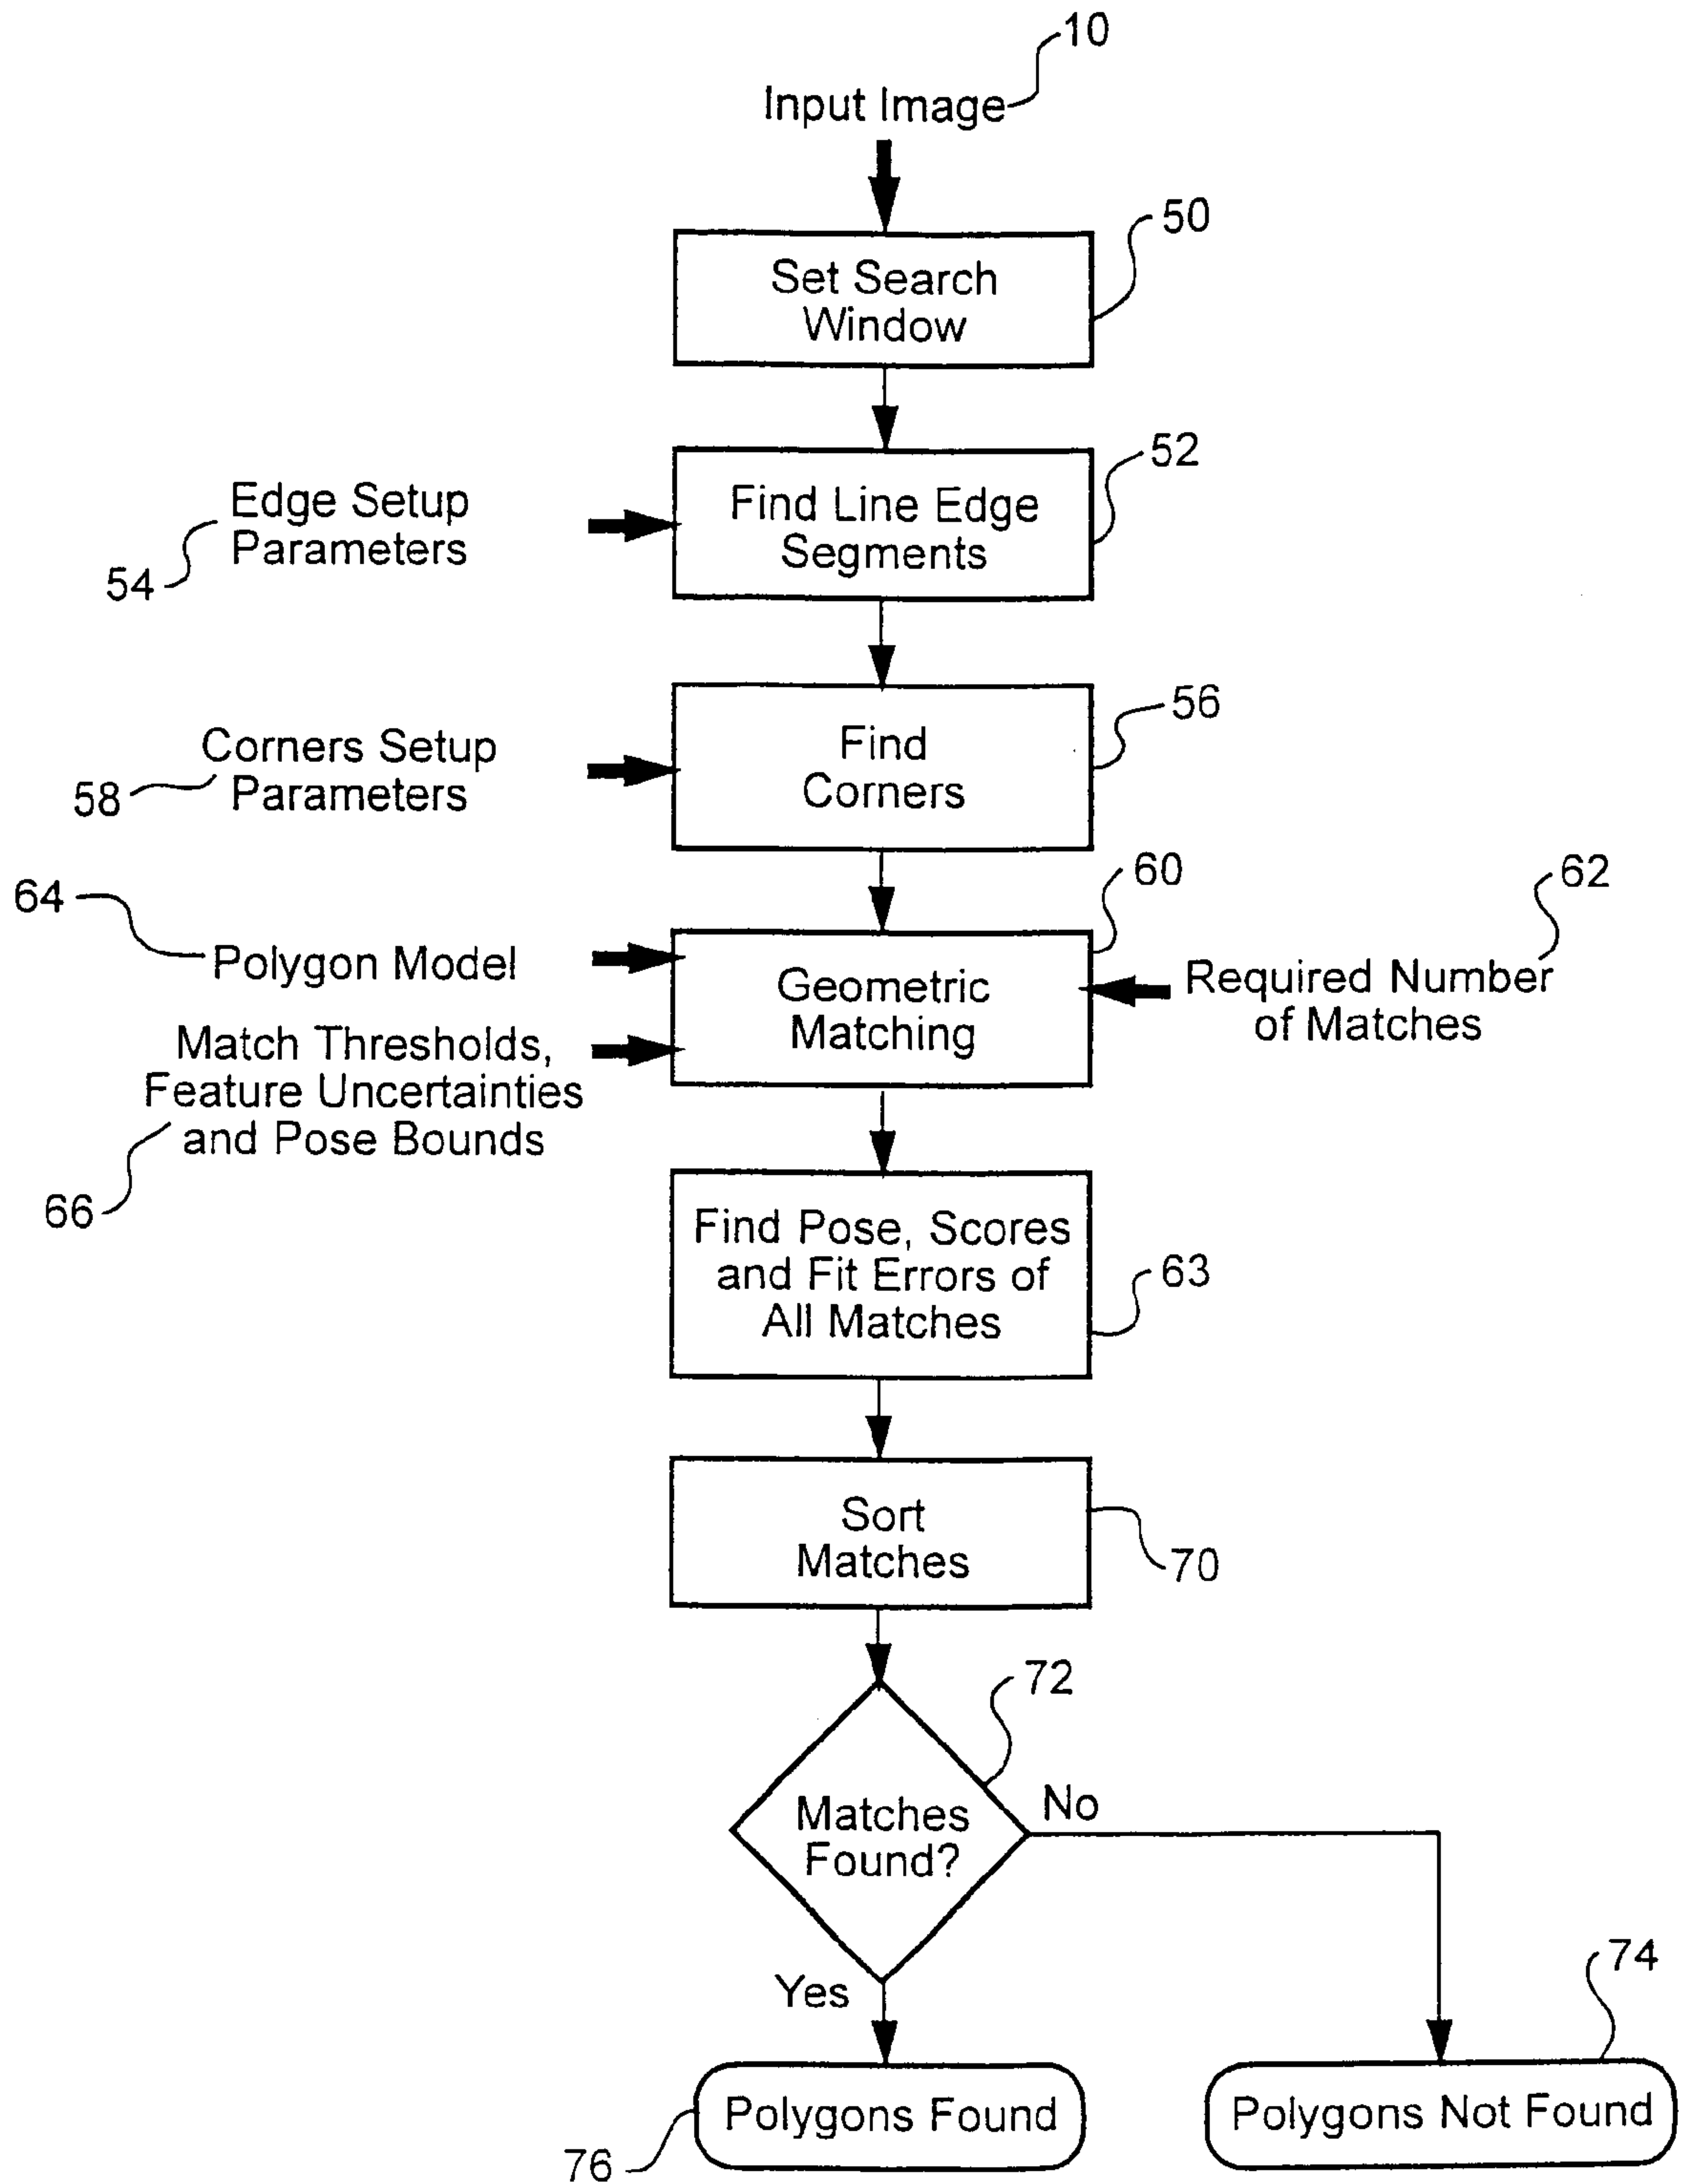 10
Input Image
50
Set Search
Window
52
Edge Setup
Parameters
54
Find Line Edge
Segments
56
Corners Setup
Parameters
58
Find
Corners
60
62
64
Polygon Model
Geometric
Matching
Required Number
of Matches
Match Thresholds,
Feature Uncertainties
and Pose Bounds
66
Find Pose, Scores
and Fit Errors of
All Matches
63
Sort
Matches
70
72
Matches
Found?
No
Yes
74
Polygons Found
76
Polygons Not Found